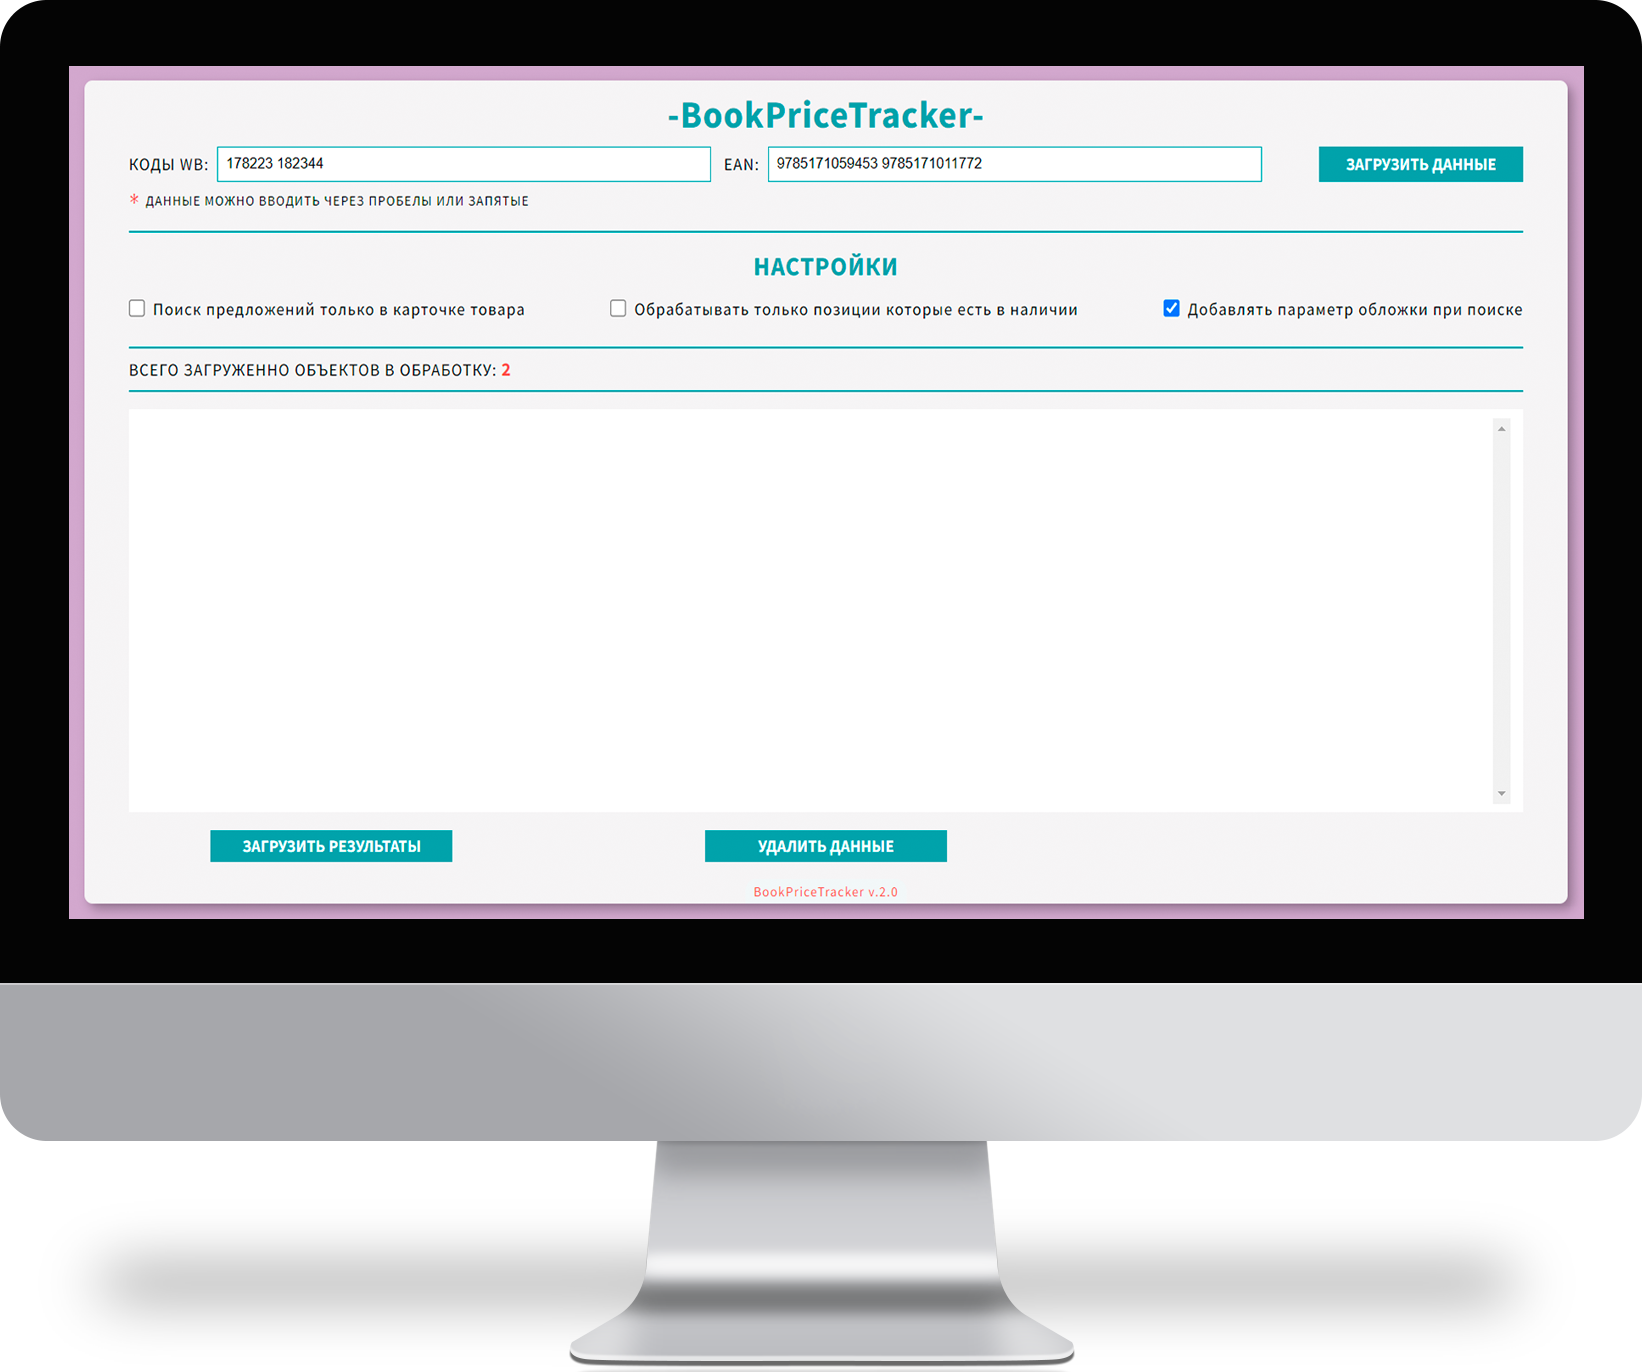 -BookPriceTracker-
КОДЫ WB: 178223 182344 EAN: 9785171059453 9785171011772 ЗАГРУЗИТЬ ДАННЫЕ
* ДАННЫЕ МОЖНО ВВОДИТЬ ЧЕРЕЗ ПРОБЕЛЫ ИЛИ ЗАПЯТЫЕ
НАСТРОЙКИ
Поиск предложений только в карточке товара Обрабатывать только позиции которые есть в наличии Добавлять параметр обложки при поиске
ВСЕГО ЗАГРУЖЕННО ОБЪЕКТОВ В ОБРАБОТКУ: 2
ЗАГРУЗИТЬ РЕЗУЛЬТАТЫ УДАЛИТЬ ДАННЫЕ
BookPriceTracker v.2.0